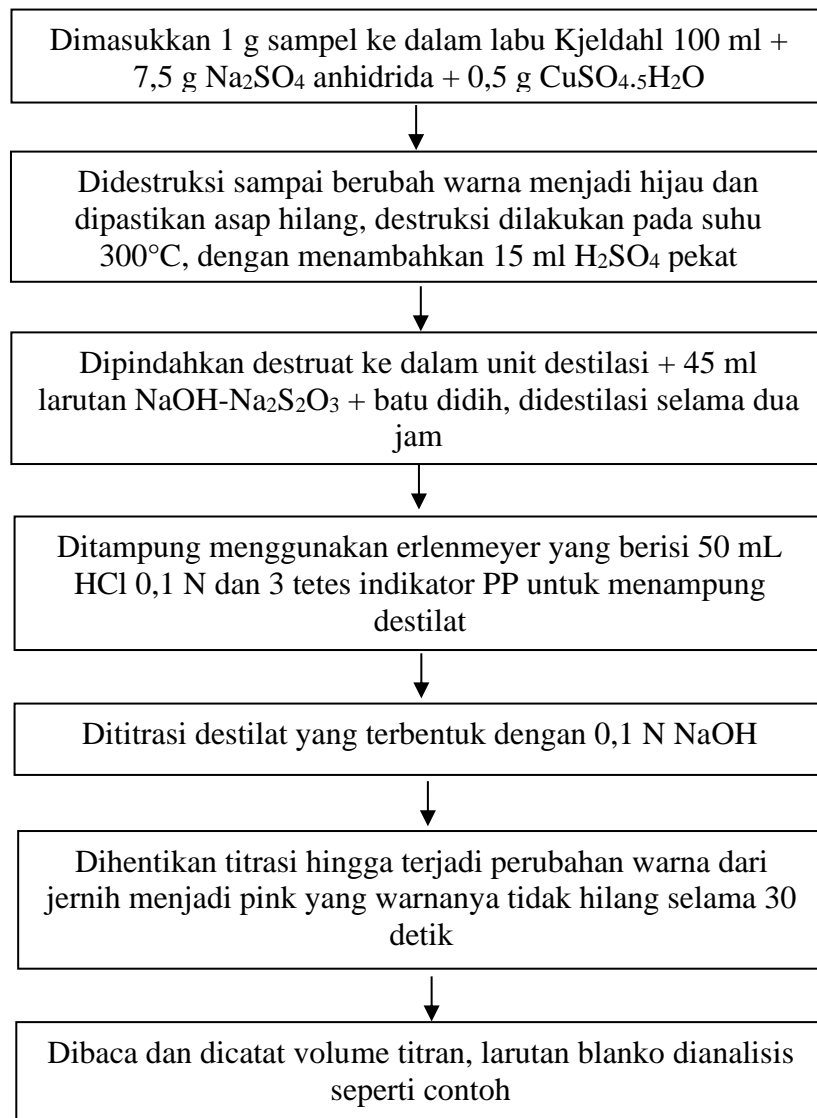 Dimasukkan 1 g sampel ke dalam labu Kjeldahl 100 ml +
7,5 g Na₂SO₄ anhidrida + 0,5 g CuSO₄.₅H₂O
Didestruksi sampai berubah warna menjadi hijau dan
dipastikan asap hilang, destruksi dilakukan pada suhu
300°C, dengan menambahkan 15 ml H₂SO₄ pekat
Dipindahkan destruat ke dalam unit destilasi + 45 ml
larutan NaOH-Na₂S₂O₃ + batu didih, didestilasi selama dua
jam
Ditampung menggunakan erlenmeyer yang berisi 50 mL
HCl 0,1 N dan 3 tetes indikator PP untuk menampung
destilat
Dititrasi destilat yang terbentuk dengan 0,1 N NaOH
Dihentikan titrasi hingga terjadi perubahan warna dari
jernih menjadi pink yang warnanya tidak hilang selama 30
detik
Dibaca dan dicatat volume titran, larutan blanko dianalisis
seperti contoh